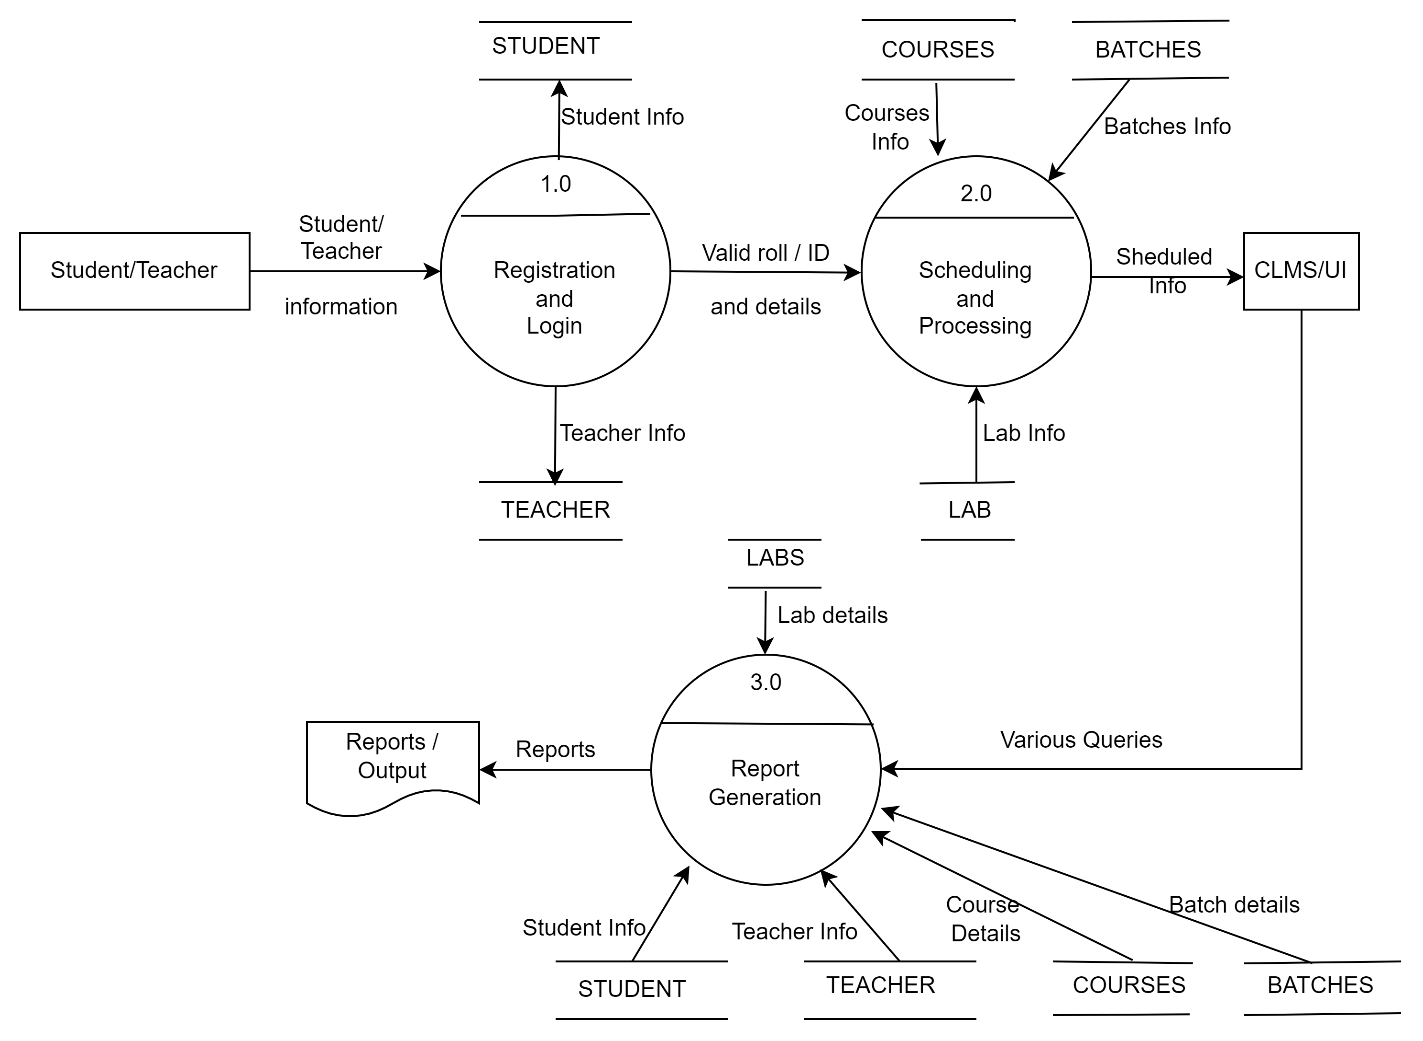 STUDENT
COURSES
BATCHES
Student Info
Courses
Info
Batches Info
1.0
2.0
Student/
Teacher
information
Student/Teacher
Registration
and
Login
Valid roll / ID
and details
Scheduling
and
Processing
Sheduled
Info
CLMS/UI
Teacher Info
Lab Info
TEACHER
LAB
LABS
Lab details
3.0
Reports /
Output
Reports
Report
Generation
Various Queries
Student Info
Teacher Info
Course
Details
Batch details
STUDENT
TEACHER
COURSES
BATCHES